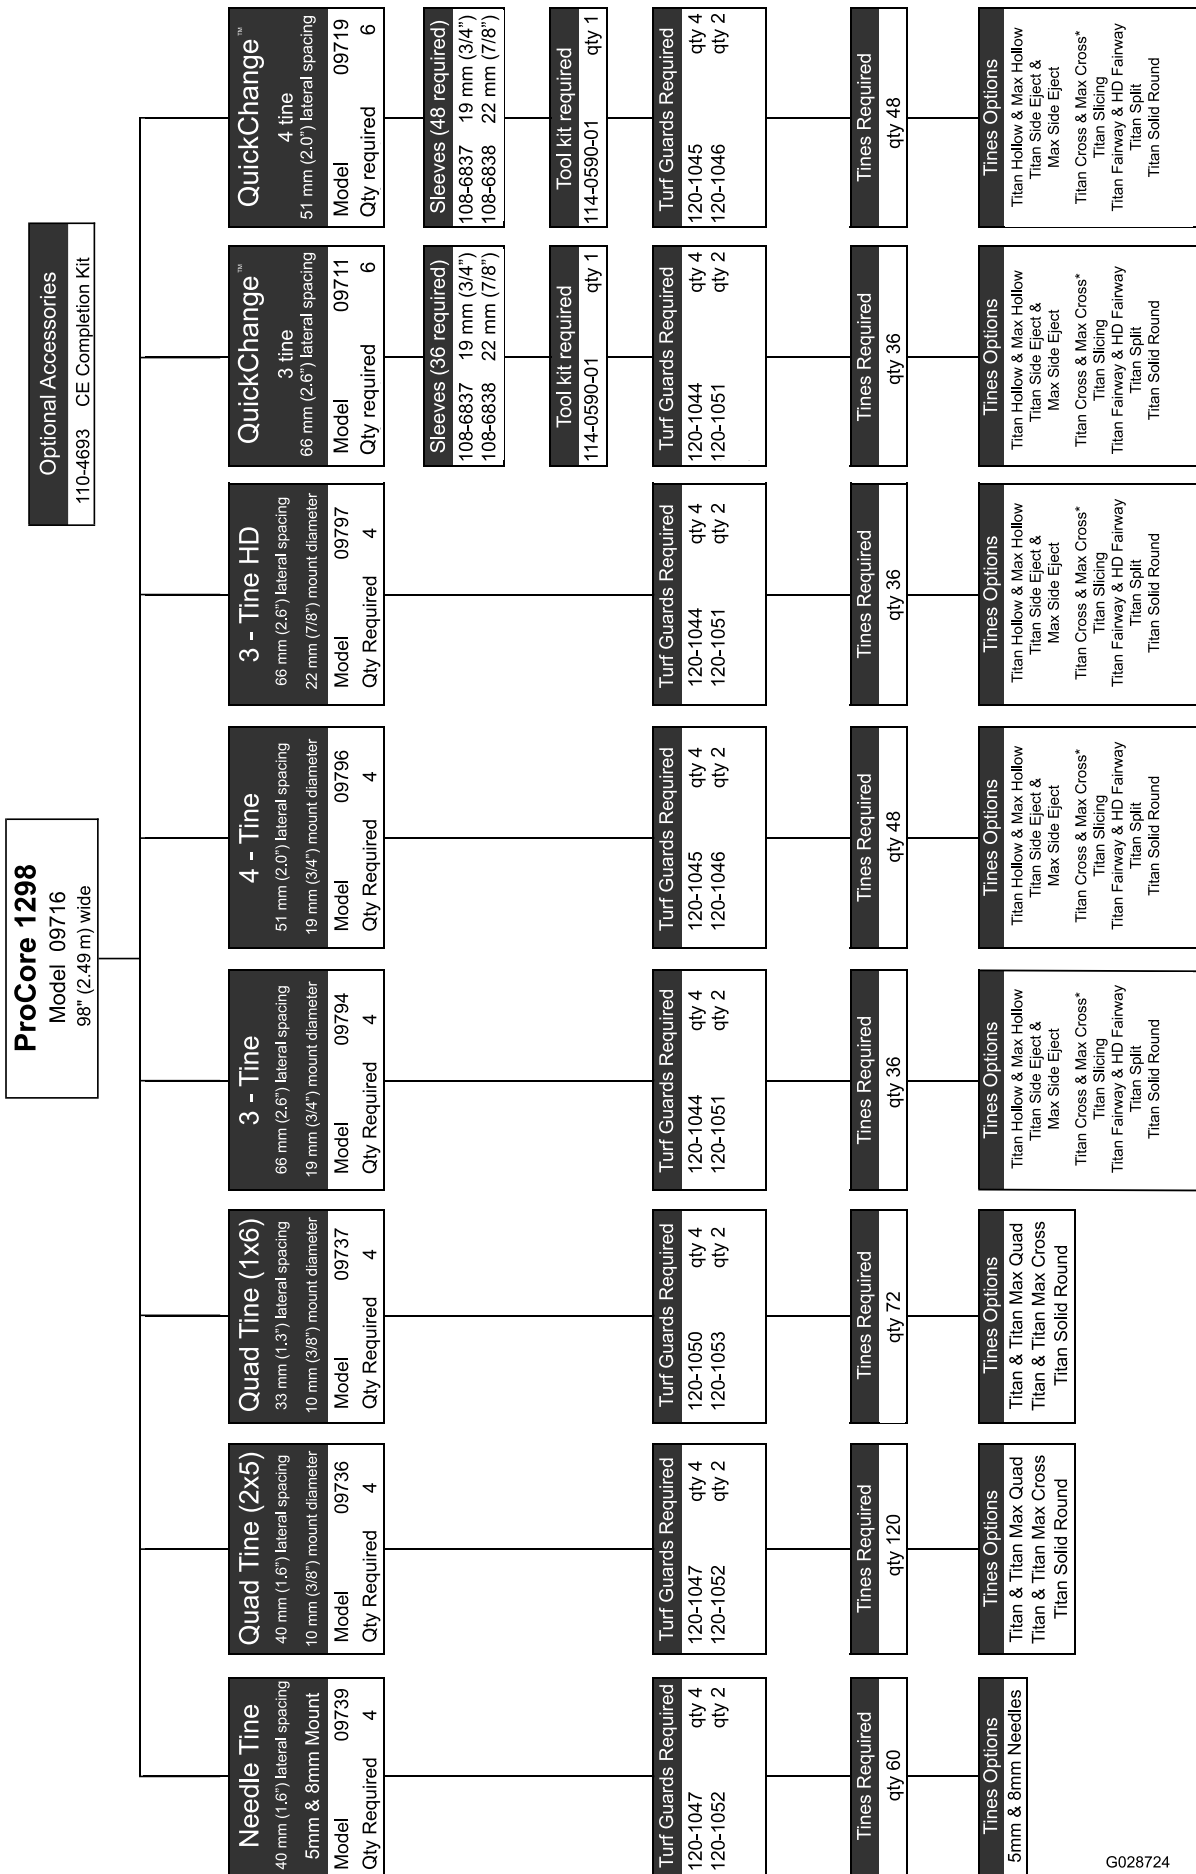 ProCore 1298
Model 09716
98" (2.49 m) wide
Optional Accessories
110-4693 CE Completion Kit
Needle Tine
40 mm (1.6”) lateral spacing
5mm & 8mm Mount
Model 09739
Qty Required 4
Turf Guards Required
120-1047 qty 4
120-1052 qty 2
Tines Required
qty 60
Tines Options
5mm & 8mm Needles
Quad Tine (2x5)
40 mm (1.6”) lateral spacing
10 mm (3/8”) mount diameter
Model 09736
Qty Required 4
Turf Guards Required
120-1047 qty 4
120-1052 qty 2
Tines Required
qty 120
Tines Options
Titan & Titan Max Quad
Titan & Titan Max Cross
Titan Solid Round
Quad Tine (1x6)
33 mm (1.3”) lateral spacing
10 mm (3/8”) mount diameter
Model 09737
Qty Required 4
Turf Guards Required
120-1050 qty 4
120-1053 qty 2
Tines Required
qty 72
Tines Options
Titan & Titan Max Quad
Titan & Titan Max Cross
Titan Solid Round
3 - Tine
66 mm (2.6”) lateral spacing
19 mm (3/4”) mount diameter
Model 09794
Qty Required 4
Turf Guards Required
120-1044 qty 4
120-1051 qty 2
Tines Required
qty 36
Tines Options
Titan Hollow & Max Hollow
Titan Side Eject &
Max Side Eject
Titan Cross & Max Cross*
Titan Slicing
Titan Fairway & HD Fairway
Titan Split
Titan Solid Round
4 - Tine
51 mm (2.0”) lateral spacing
19 mm (3/4”) mount diameter
Model 09796
Qty Required 4
Turf Guards Required
120-1045 qty 4
120-1046 qty 2
Tines Required
qty 48
Tines Options
Titan Hollow & Max Hollow
Titan Side Eject &
Max Side Eject
Titan Cross & Max Cross*
Titan Slicing
Titan Fairway & HD Fairway
Titan Split
Titan Solid Round
3 - Tine HD
66 mm (2.6”) lateral spacing
22 mm (7/8”) mount diameter
Model 09797
Qty Required 4
Turf Guards Required
120-1044 qty 4
120-1051 qty 2
Tines Required
qty 36
Tines Options
Titan Hollow & Max Hollow
Titan Side Eject &
Max Side Eject
Titan Cross & Max Cross*
Titan Slicing
Titan Fairway & HD Fairway
Titan Split
Titan Solid Round
QuickChange™
3 tine
66 mm (2.6”) lateral spacing
Model 09711
Qty required 6
Sleeves (36 required)
108-6837 19 mm (3/4”)
108-6838 22 mm (7/8”)
Tool kit required
114-0590-01 qty 1
Turf Guards Required
120-1044 qty 4
120-1051 qty 2
Tines Required
qty 36
Tines Options
Titan Hollow & Max Hollow
Titan Side Eject &
Max Side Eject
Titan Cross & Max Cross*
Titan Slicing
Titan Fairway & HD Fairway
Titan Split
Titan Solid Round
QuickChange™
4 tine
51 mm (2.0”) lateral spacing
Model 09719
Qty required 6
Sleeves (48 required)
108-6837 19 mm (3/4”)
108-6838 22 mm (7/8”)
Tool kit required
114-0590-01 qty 1
Turf Guards Required
120-1045 qty 4
120-1046 qty 2
Tines Required
qty 48
Tines Options
Titan Hollow & Max Hollow
Titan Side Eject &
Max Side Eject
Titan Cross & Max Cross*
Titan Slicing
Titan Fairway & HD Fairway
Titan Split
Titan Solid Round
G028724